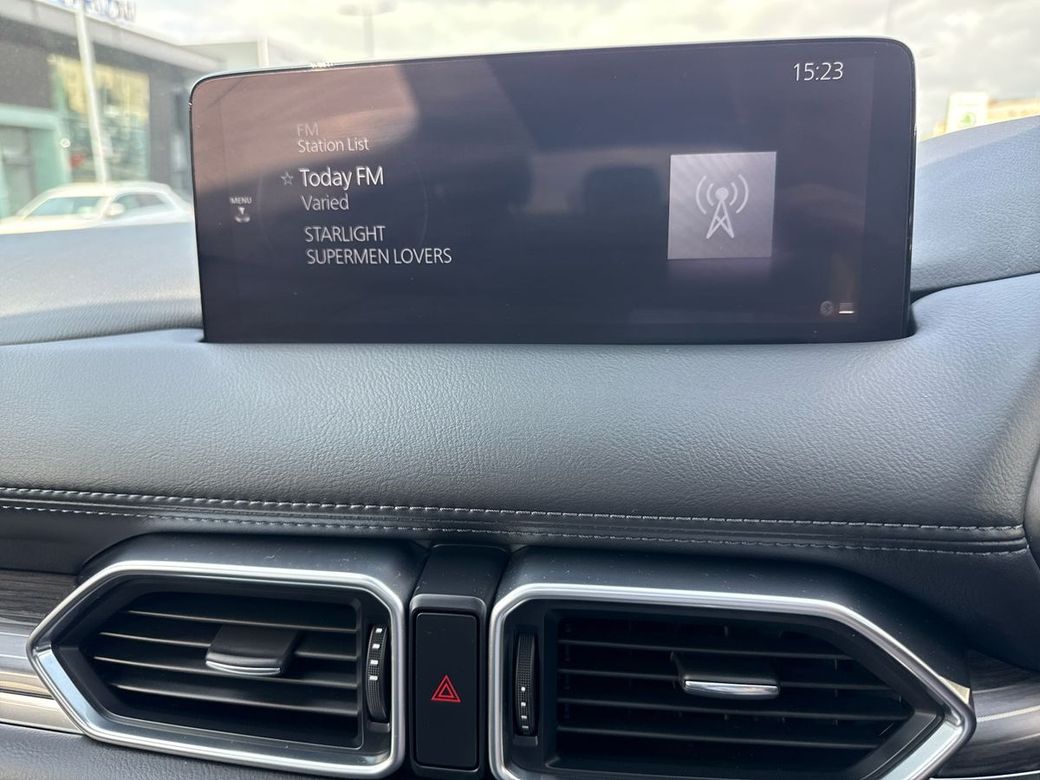 15:23
FM
Station List
☆ Today FM
Varied
MENU
STARLIGHT
SUPERMEN LOVERS